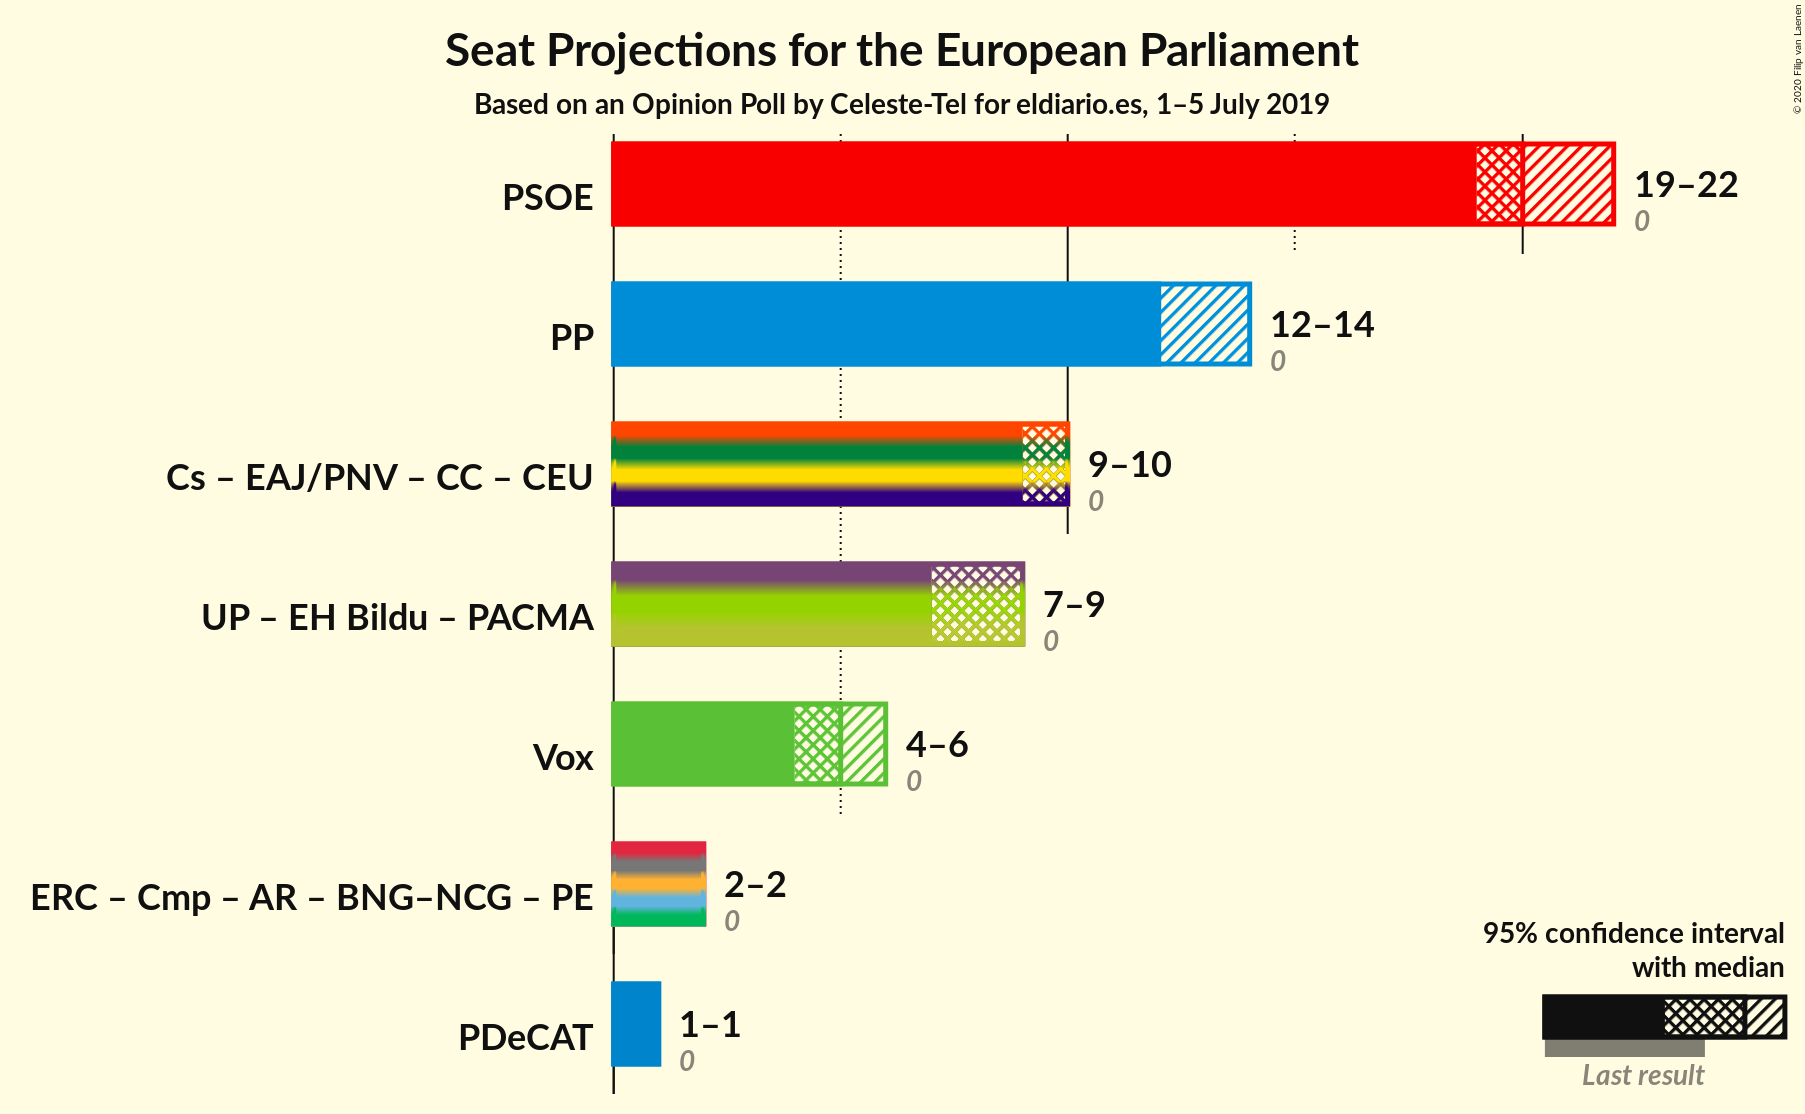 Seat Projections for the European Parliament
Based on an Opinion Poll by Celeste-Tel for eldiario.es, 1–5 July 2019
© 2020 Filip van Laenen
PSOE
19–22
0
PP
12–14
0
Cs – EAJ/PNV – CC – CEU
9–10
0
UP – EH Bildu – PACMA
7–9
0
Vox
4–6
0
ERC – Cmp – AR – BNG–NCG – PE
2–2
0
PDeCAT
1–1
0
95% confidence interval
with median
Last result